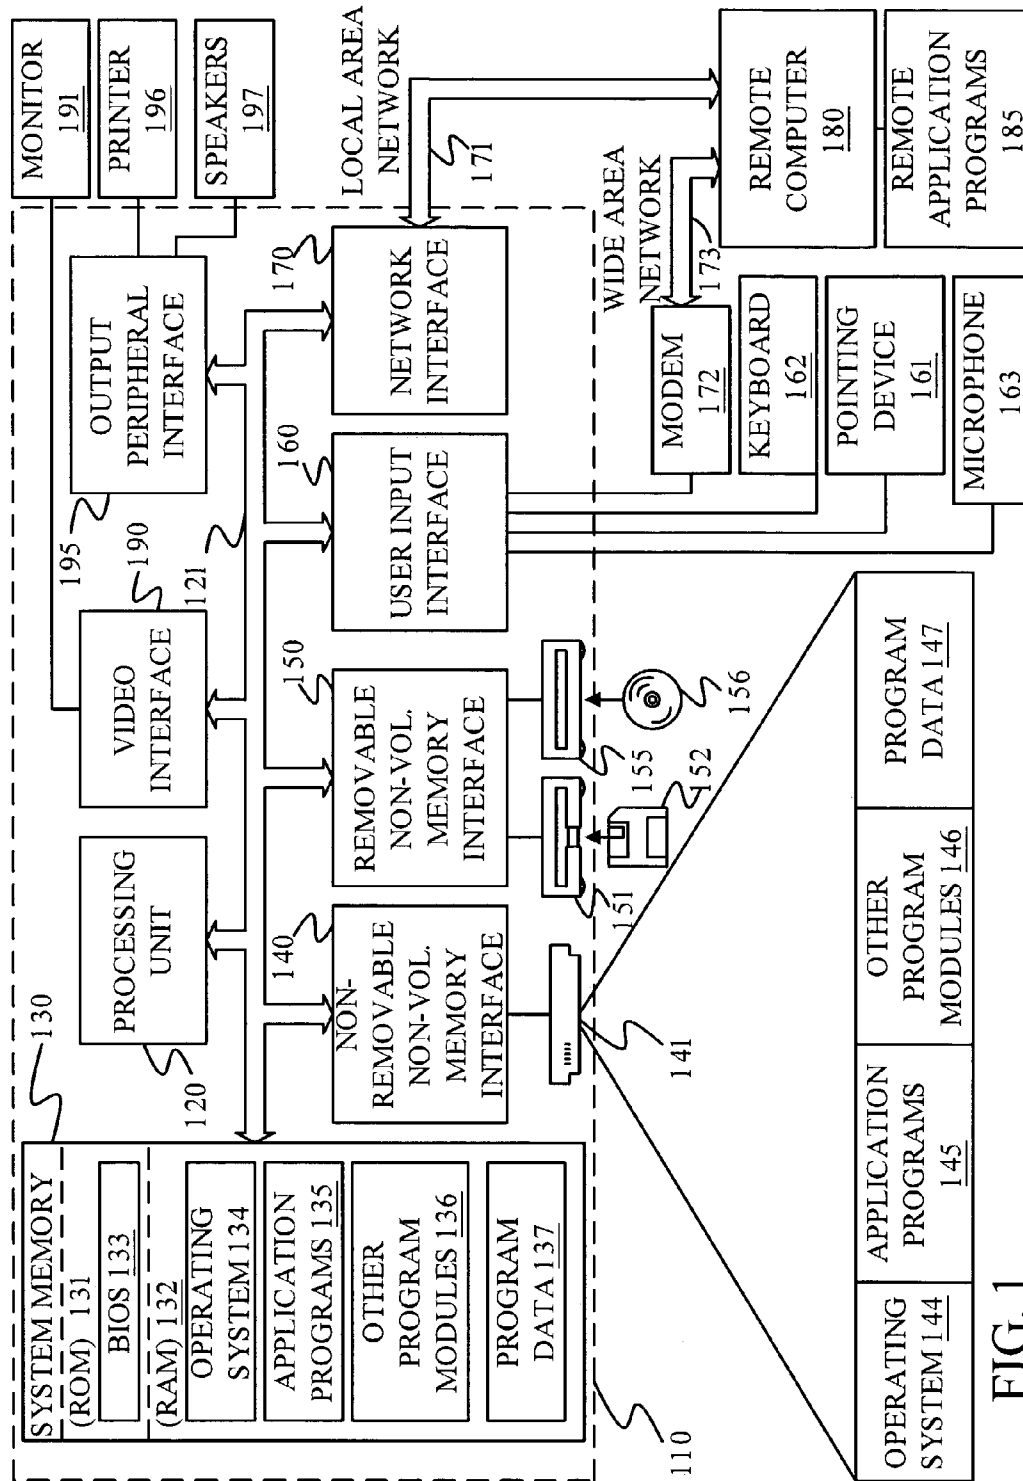 SYSTEM MEMORY
(ROM) 131
BIOS 133
(RAM) 132
OPERATING
SYSTEM 134
APPLICATION
PROGRAMS 135
OTHER
PROGRAM
MODULES 136
PROGRAM
DATA 137
130
110
PROCESSING
UNIT
120
VIDEO
INTERFACE
190
121
OUTPUT
PERIPHERAL
INTERFACE
195
MONITOR
191
PRINTER
196
SPEAKERS
197
NON-
REMOVABLE
NON-VOL.
MEMORY
INTERFACE
140
REMOVABLE
NON-VOL.
MEMORY
INTERFACE
150
USER INPUT
INTERFACE
160
NETWORK
INTERFACE
170
LOCAL AREA
NETWORK
171
141
151
152
155
156
WIDE AREA
NETWORK
173
MODEM
172
KEYBOARD
162
POINTING
DEVICE
161
MICROPHONE
163
REMOTE
COMPUTER
180
REMOTE
APPLICATION
PROGRAMS
185
OPERATING
SYSTEM 144
APPLICATION
PROGRAMS
145
OTHER
PROGRAM
MODULES 146
PROGRAM
DATA 147
FIG. 1